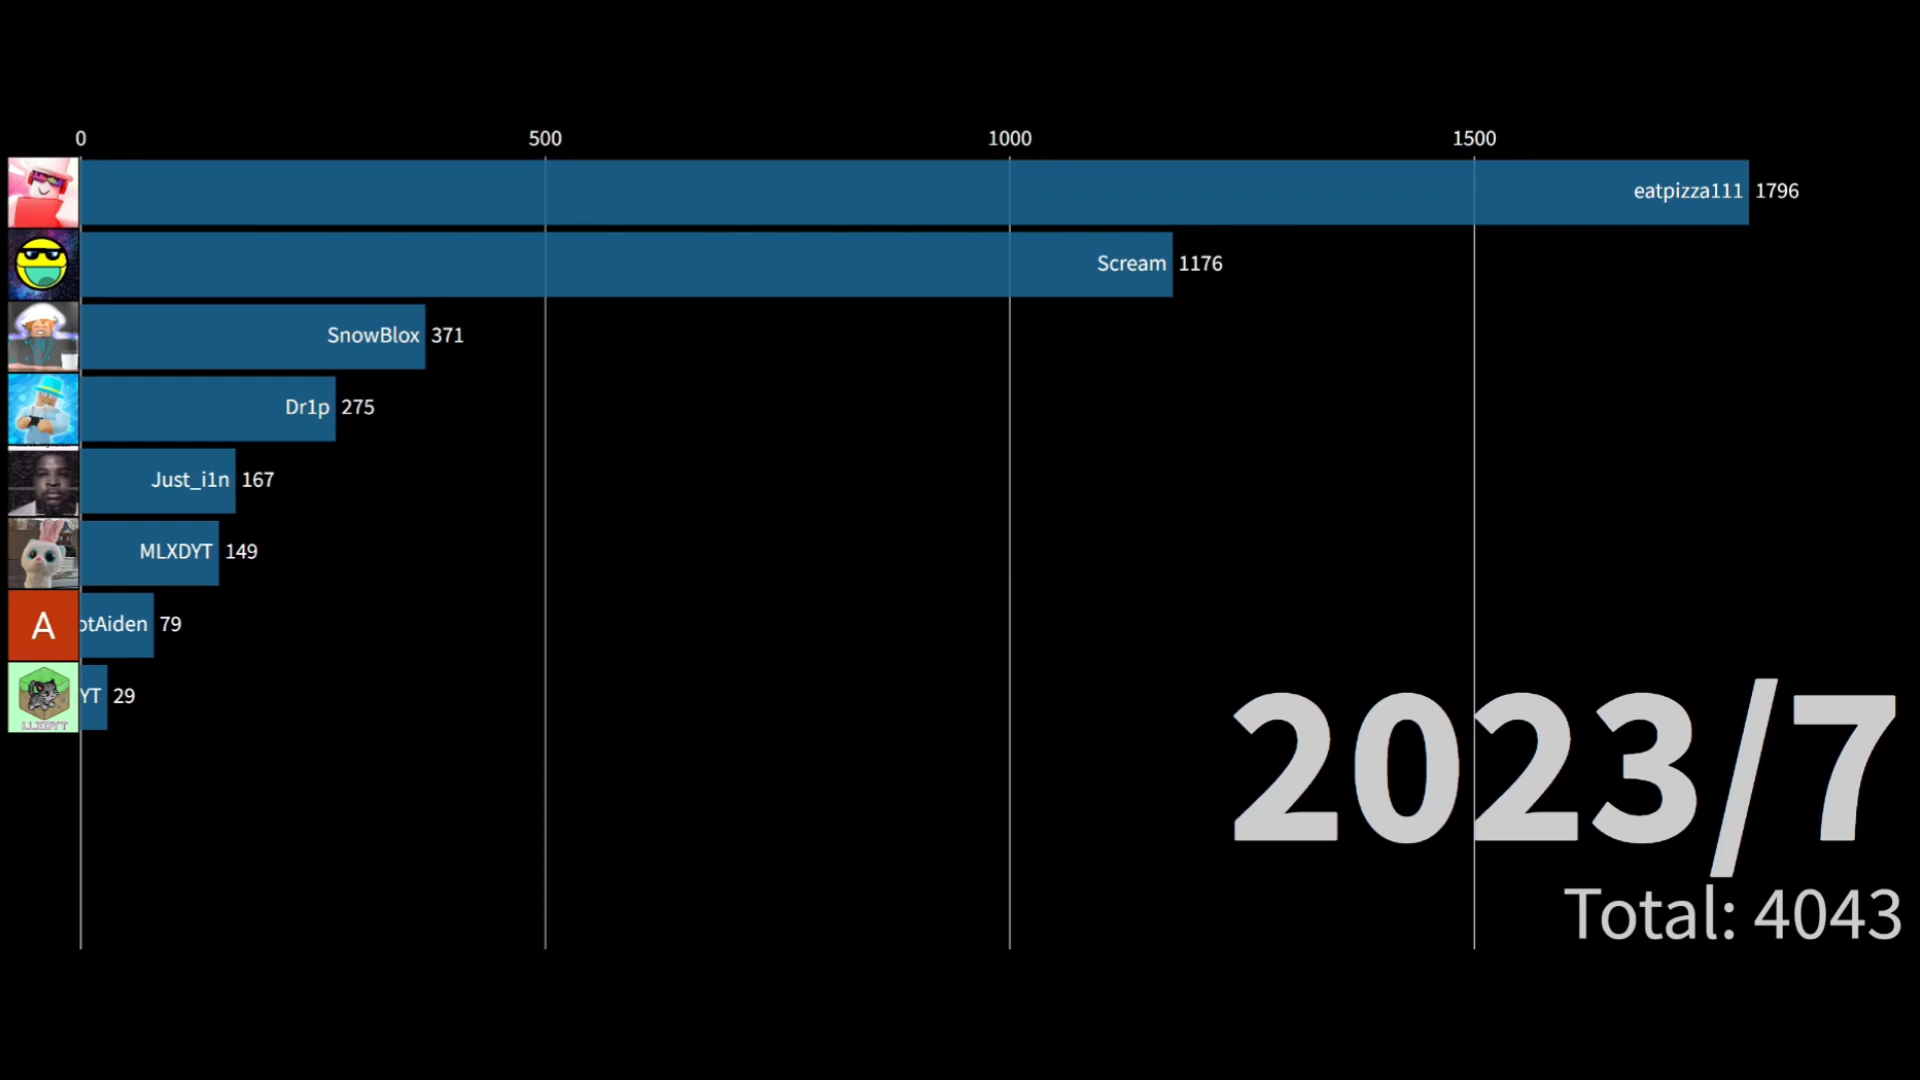 0 500 1000 1500
eatpizza111 1796
Scream 1176
SnowBlox 371
Dr1p 275
Just_i1n 167
MLXDYT 149
A otAiden 79
YT 29
2023/7
Total: 4043